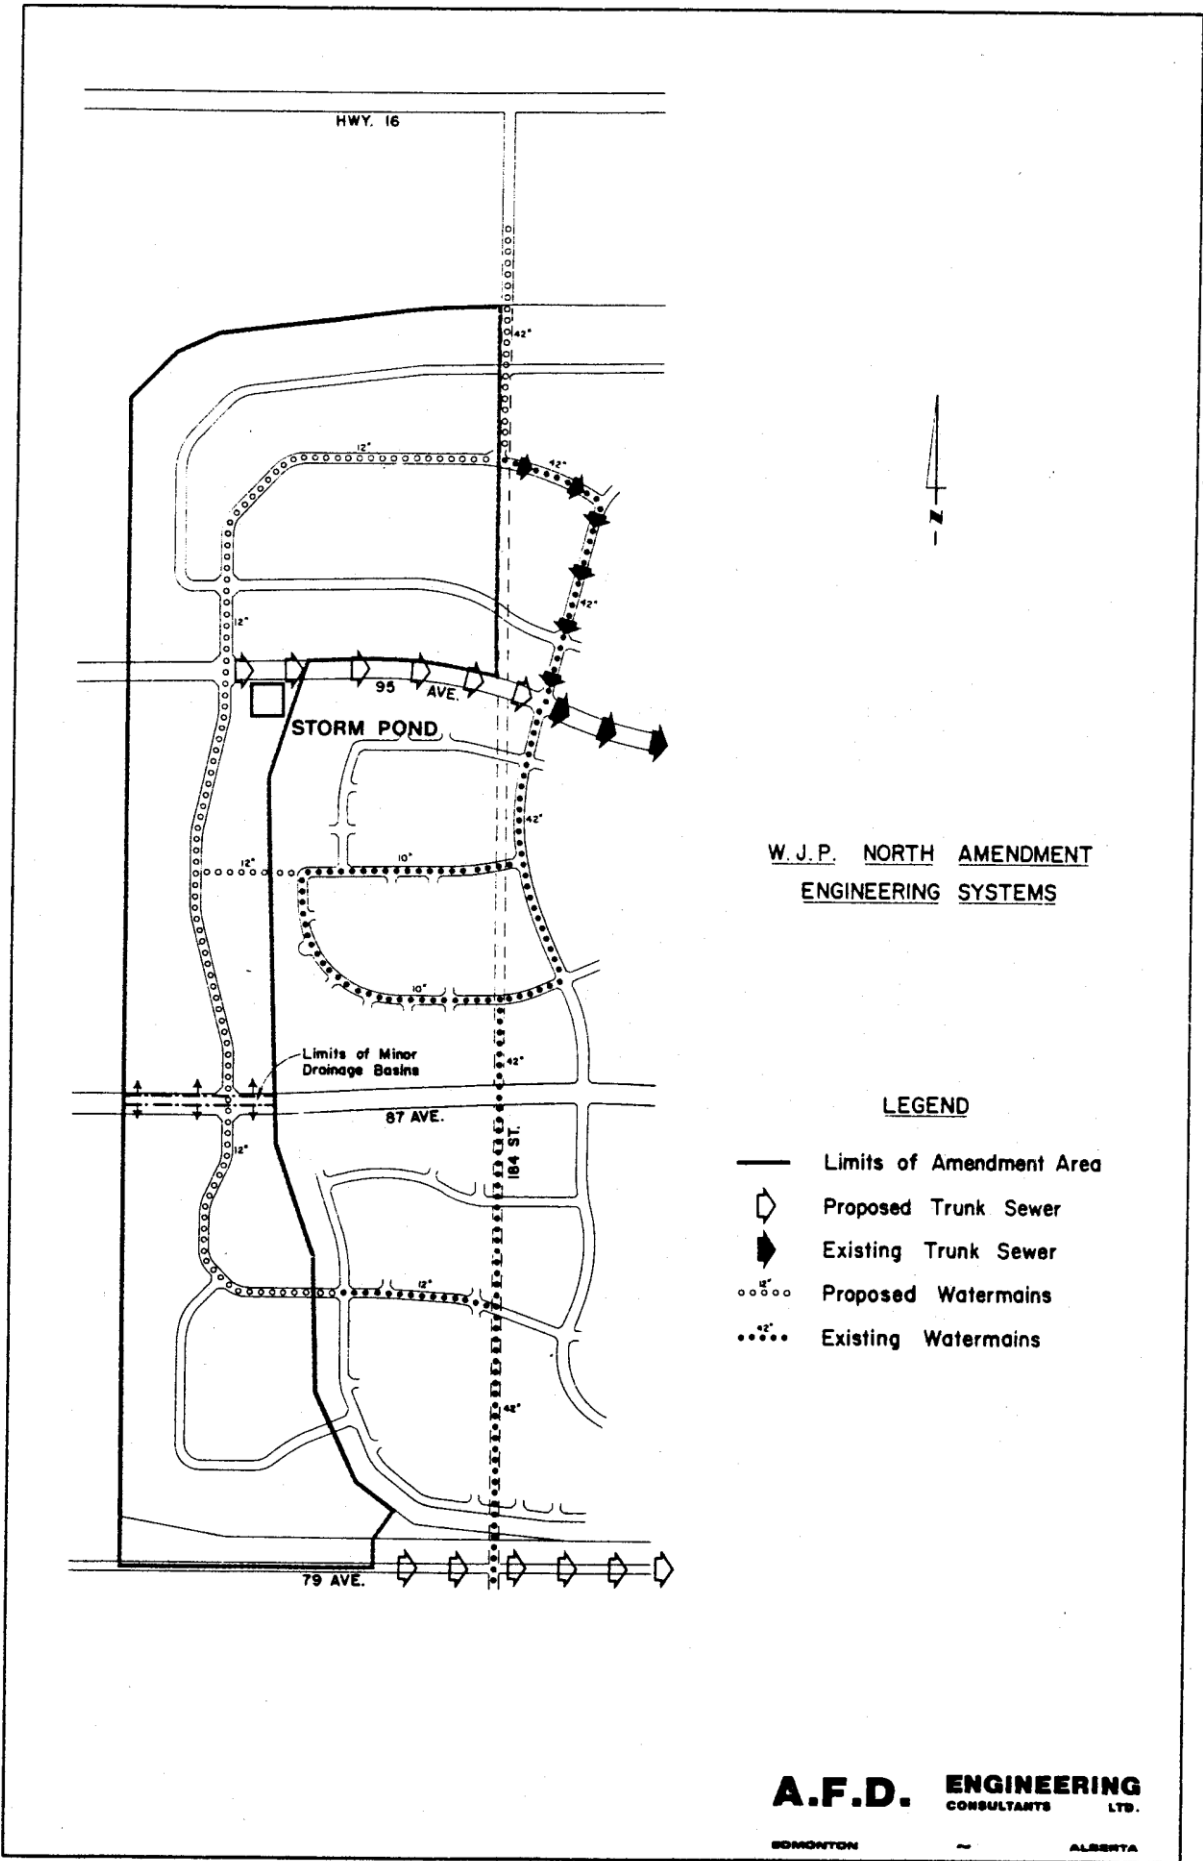 HWY. 16
42"
12"
42"
42"
12"
95 AVE.
STORM POND
42"
12"
10"
10"
Limits of Minor
Drainage Basins
42"
87 AVE.
184 ST.
12"
12"
42"
79 AVE.
N
W.J.P. NORTH AMENDMENT
ENGINEERING SYSTEMS
LEGEND
Limits of Amendment Area
Proposed Trunk Sewer
Existing Trunk Sewer
12" Proposed Watermains
42" Existing Watermains
A.F.D. ENGINEERING
CONSULTANTS LTD.
EDMONTON ~ ALBERTA